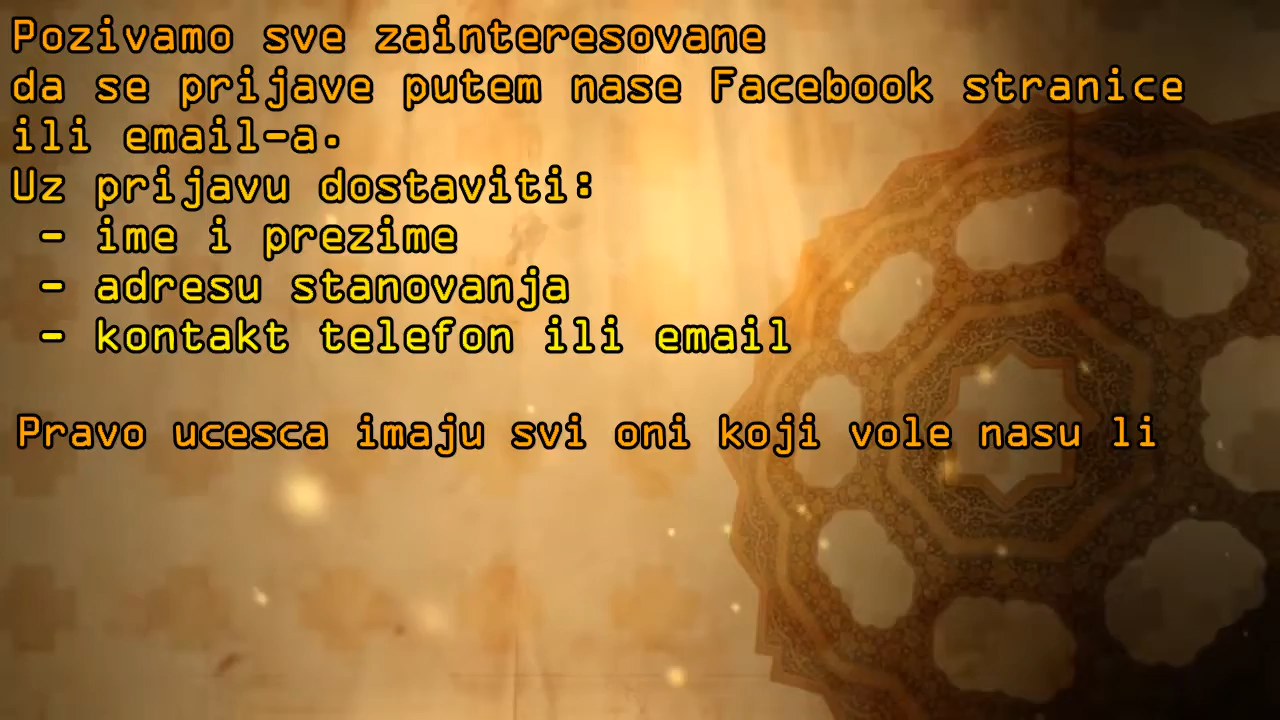 Pozivamo sve zainteresovane
da se prijave putem nase Facebook stranice
ili email-a.
Uz prijavu dostaviti:
- ime i prezime
- adresu stanovanja
- kontakt telefon ili email
Pravo ucesca imaju svi oni koji vole nasu li